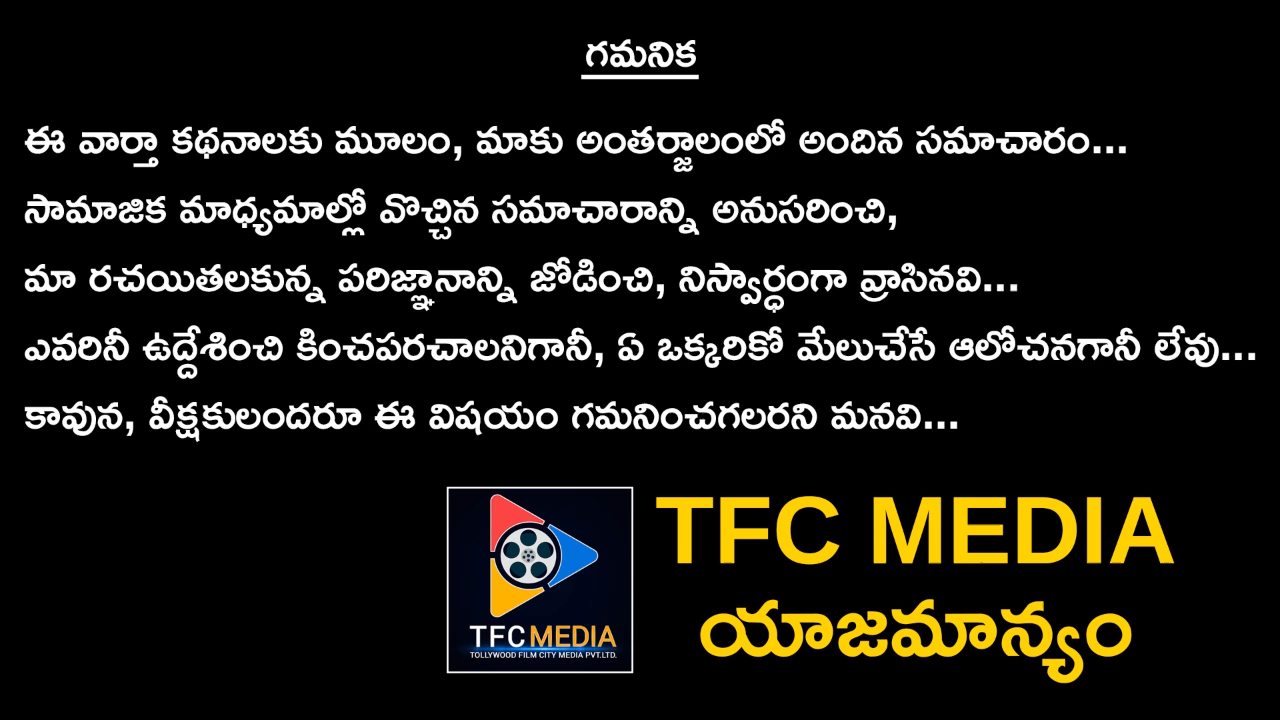 గమనిక
ఈ వార్తా కథనాలకు మూలం, మాకు అంతర్జాలంలో అందిన సమాచారం...
సామాజిక మాధ్యమాల్లో వొచ్చిన సమాచారాన్ని అనుసరించి,
మా రచయితలకున్న పరిజ్ఞానాన్ని జోడించి, నిస్వార్ధంగా వ్రాసినవి...
ఎవరినీ ఉద్దేశించి కించపరచాలనిగానీ, ఏ ఒక్కరికో మేలుచేసే ఆలోచనగానీ లేవు...
కావున, వీక్షకులందరూ ఈ విషయం గమనించగలరని మనవి...
TFC MEDIA
యాజమాన్యం
TFC MEDIA
TOLLYWOOD FILM CITY MEDIA PVT.LTD.